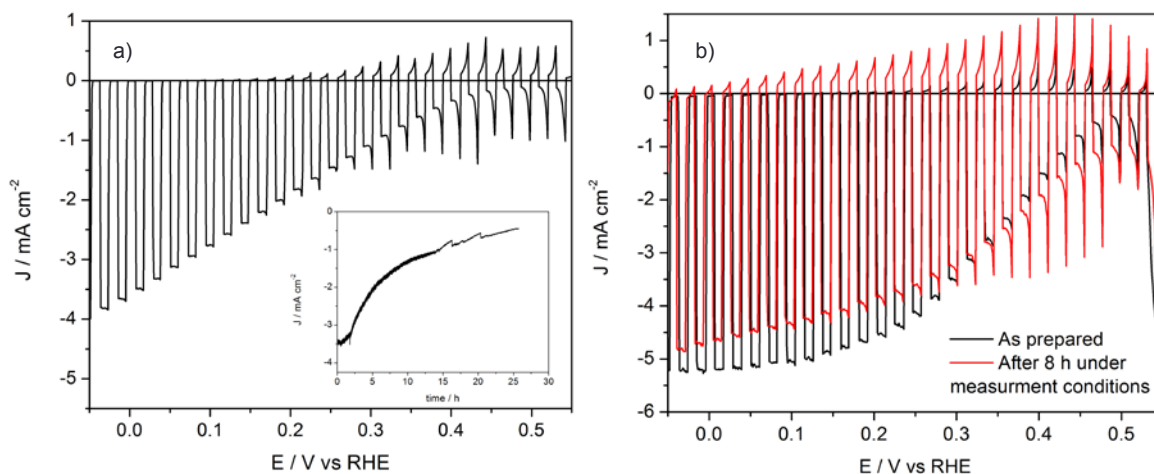 a)
1
0
-1
-2
-3
-4
-5
J / mA cm-2
0.0 0.1 0.2 0.3 0.4 0.5
E / V vs RHE
0
-1
-2
-3
-4
J / mA cm-2
0 5 10 15 20 25 30
time / h
b)
1
0
-1
-2
-3
-4
-5
-6
J / mA cm-2
As prepared
After 8 h under
measurment conditions
0.0 0.1 0.2 0.3 0.4 0.5
E / V vs RHE